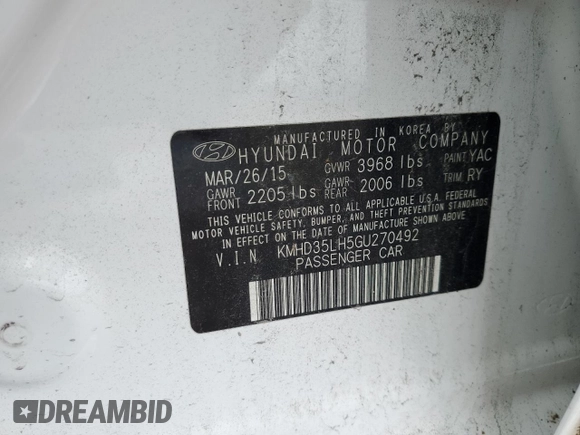 MANUFACTURED IN KOREA BY
HYUNDAI MOTOR COMPANY
MAR/26/15 GVWR 3968 lbs PAINT YAC
GAWR FRONT 2205 lbs GAWR REAR 2006 lbs TRIM RY
THIS VEHICLE CONFORMS TO ALL APPLICABLE U.S.A. FEDERAL
MOTOR VEHICLE SAFETY, BUMPER, AND THEFT PREVENTION STANDARDS
IN EFFECT ON THE DATE OF MANUFACTURE SHOWN ABOVE.
V.I.N KMHD35LH5GU270492
PASSENGER CAR
DREAMBID